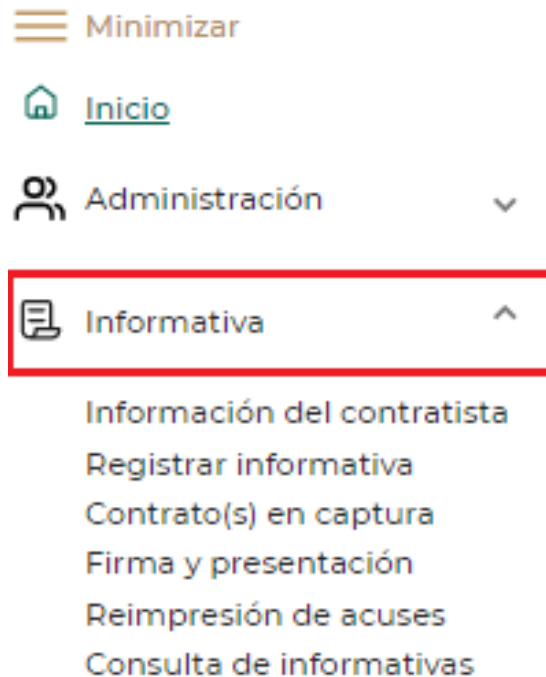 Minimizar
Inicio
Administración
Informativa
Información del contratista
Registrar informativa
Contrato(s) en captura
Firma y presentación
Reimpresión de acuses
Consulta de informativas